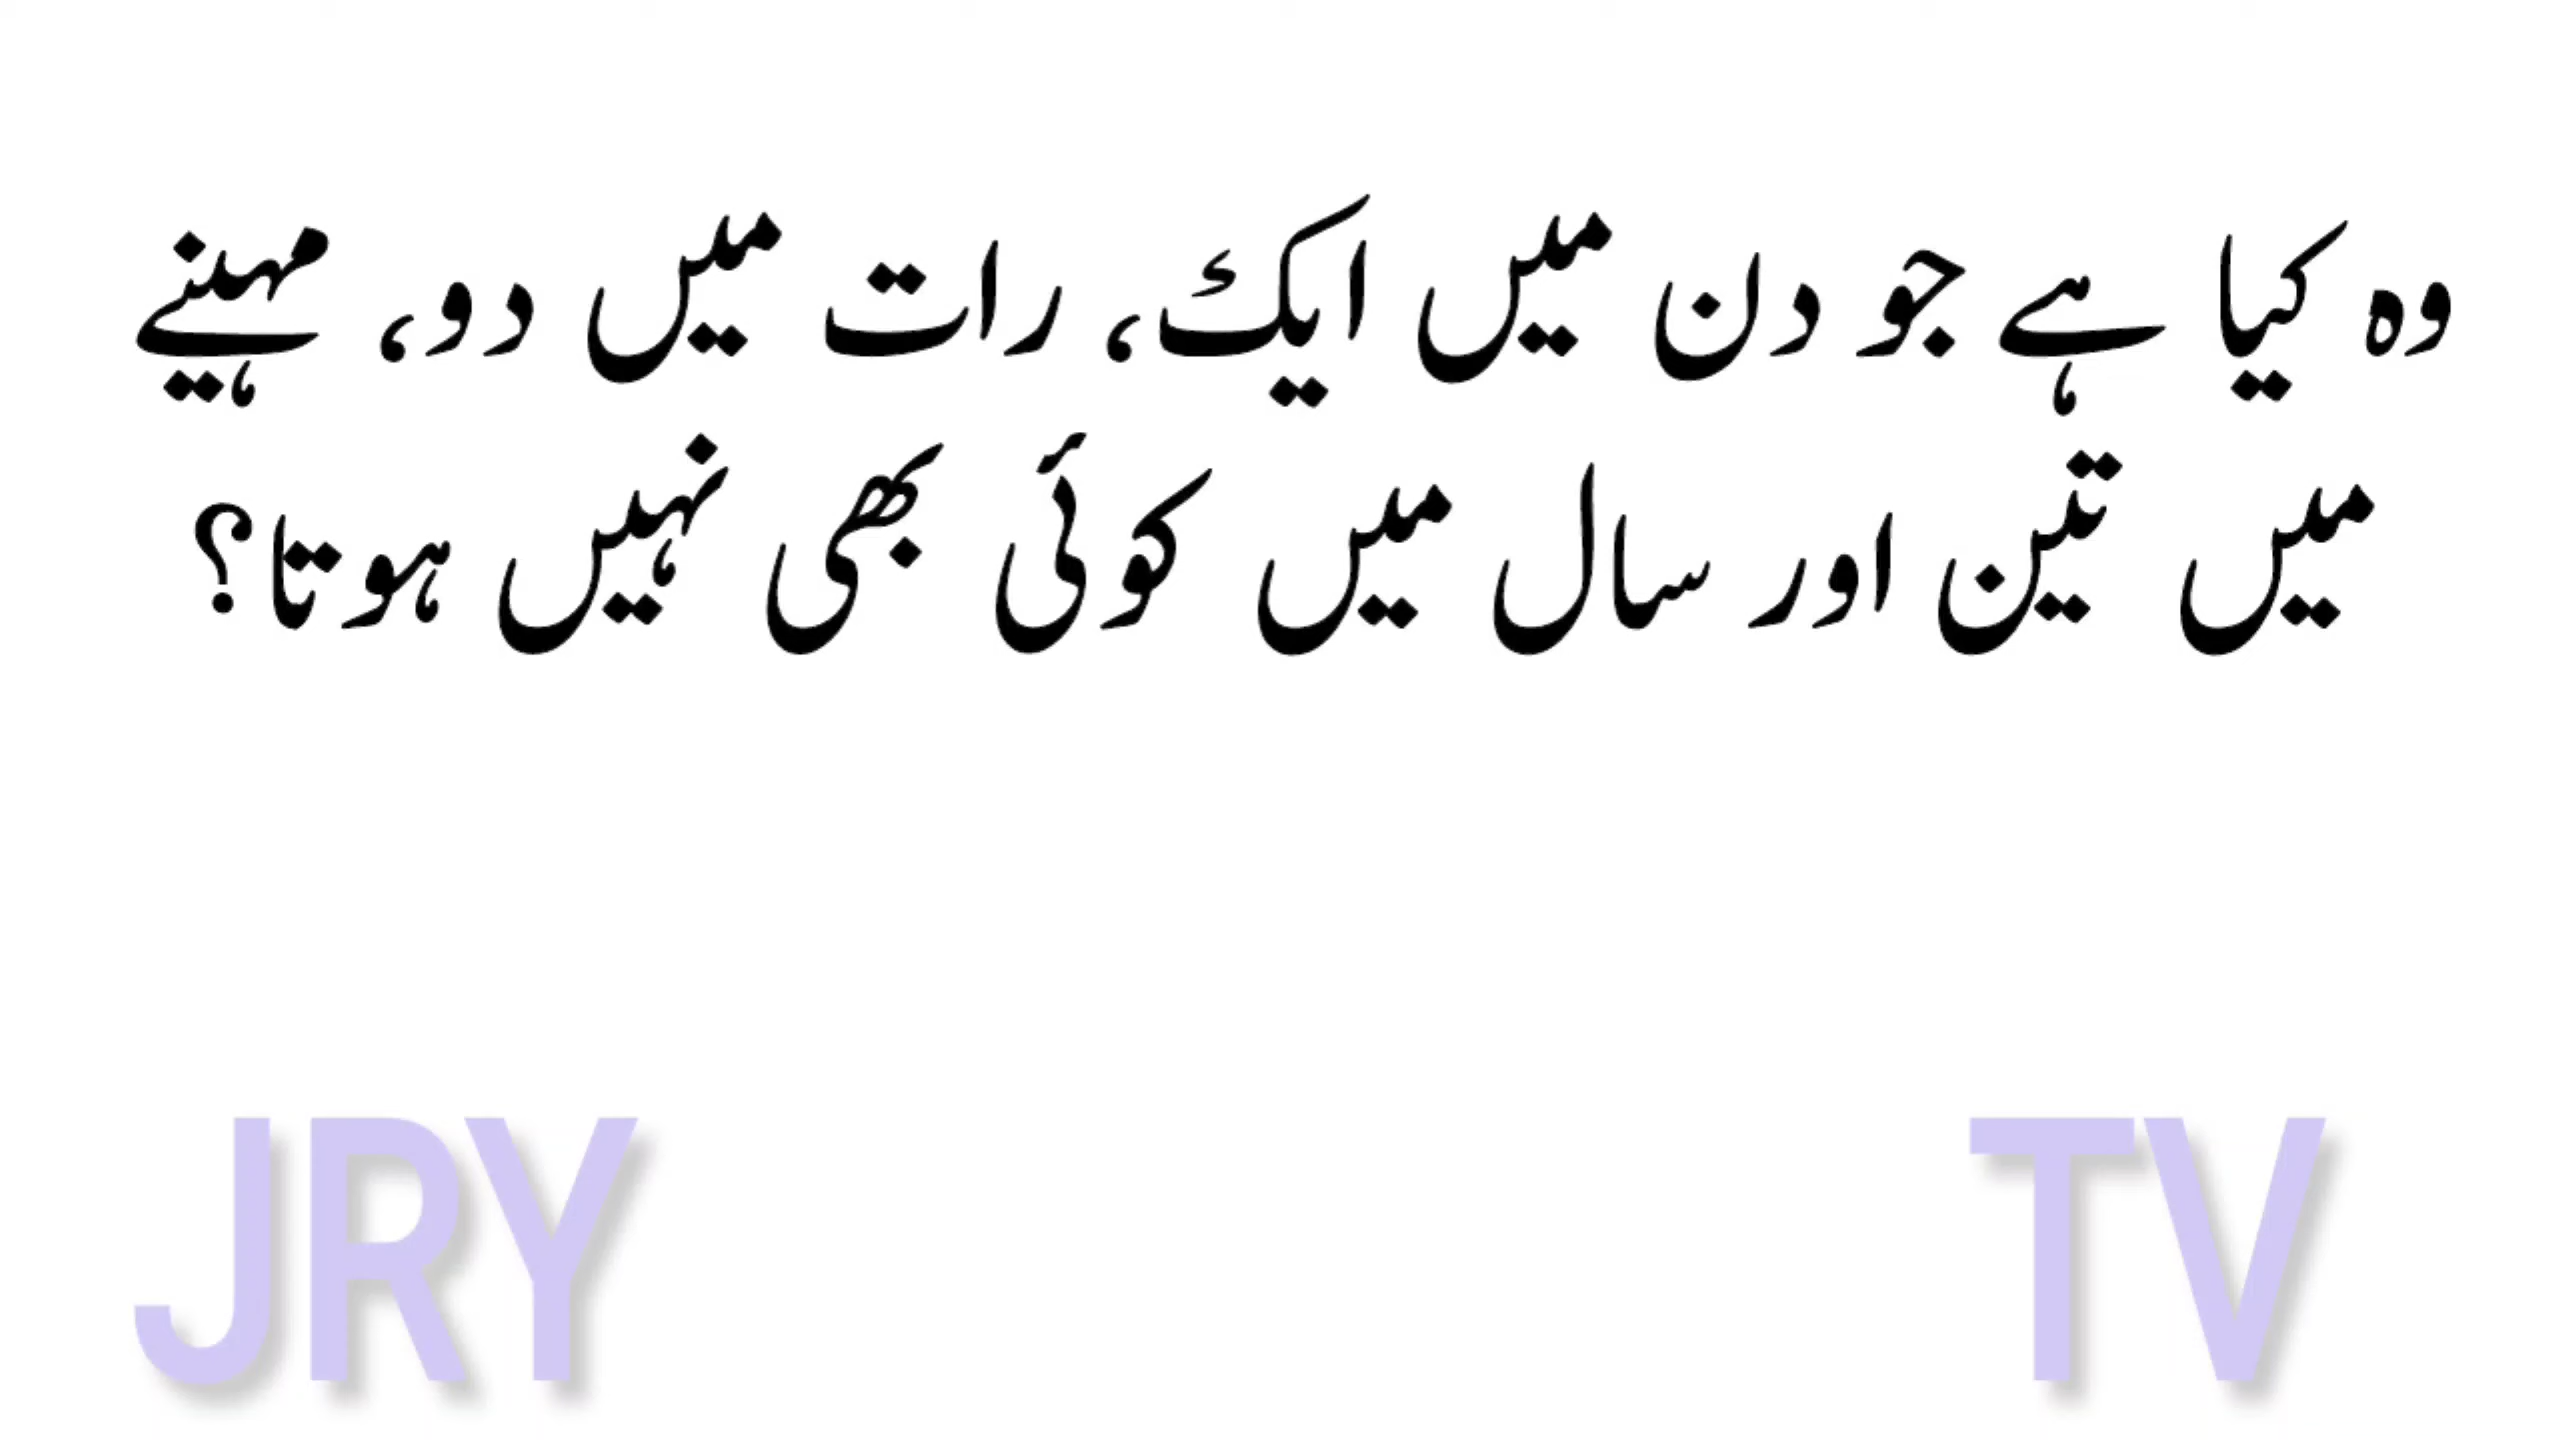 وہ کیا ہے جو دن میں ایک، رات میں دو، مہینے
میں تین اور سال میں کوئی بھی نہیں ہوتا؟
JRY TV